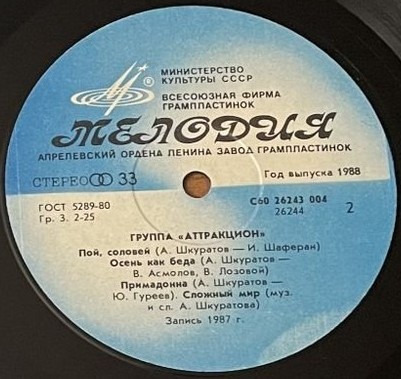 МИНИСТЕРСТВО
КУЛЬТУРЫ СССР
®
ВСЕСОЮЗНАЯ ФИРМА
ГРАМПЛАСТИНОК
МЕЛОДИЯ
АПРЕЛЕВСКИЙ ОРДЕНА ЛЕНИНА ЗАВОД ГРАМПЛАСТИНОК
СТЕРЕО 33
Год выпуска 1988
ГОСТ 5289-80
Гр. 3. 2-25
С60 26243 004
26244
2
ГРУППА «АТТРАКЦИОН»
Пой, соловей (А. Шкуратов — И. Шаферан)
Осень как беда (А. Шкуратов —
В. Асмолов, В. Лозовой)
Примадонна (А. Шкуратов —
Ю. Гуреев). Сложный мир (муз.
и сл. А. Шкуратова)
Запись 1987 г.